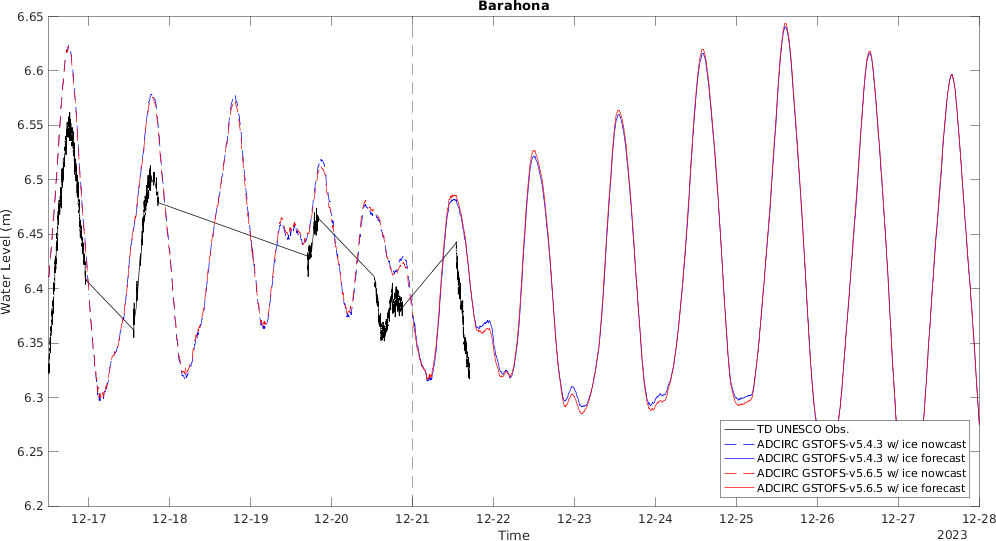 Barahona
6.65
6.6
6.55
6.5
6.45
6.4
6.35
6.3
6.25
6.2
Water Level (m)
TD UNESCO Obs.
ADCIRC GSTOFS-v5.4.3 w/ ice nowcast
ADCIRC GSTOFS-v5.4.3 w/ ice forecast
ADCIRC GSTOFS-v5.6.5 w/ ice nowcast
ADCIRC GSTOFS-v5.6.5 w/ ice forecast
12-17 12-18 12-19 12-20 12-21 12-22 12-23 12-24 12-25 12-26 12-27 12-28
Time
2023